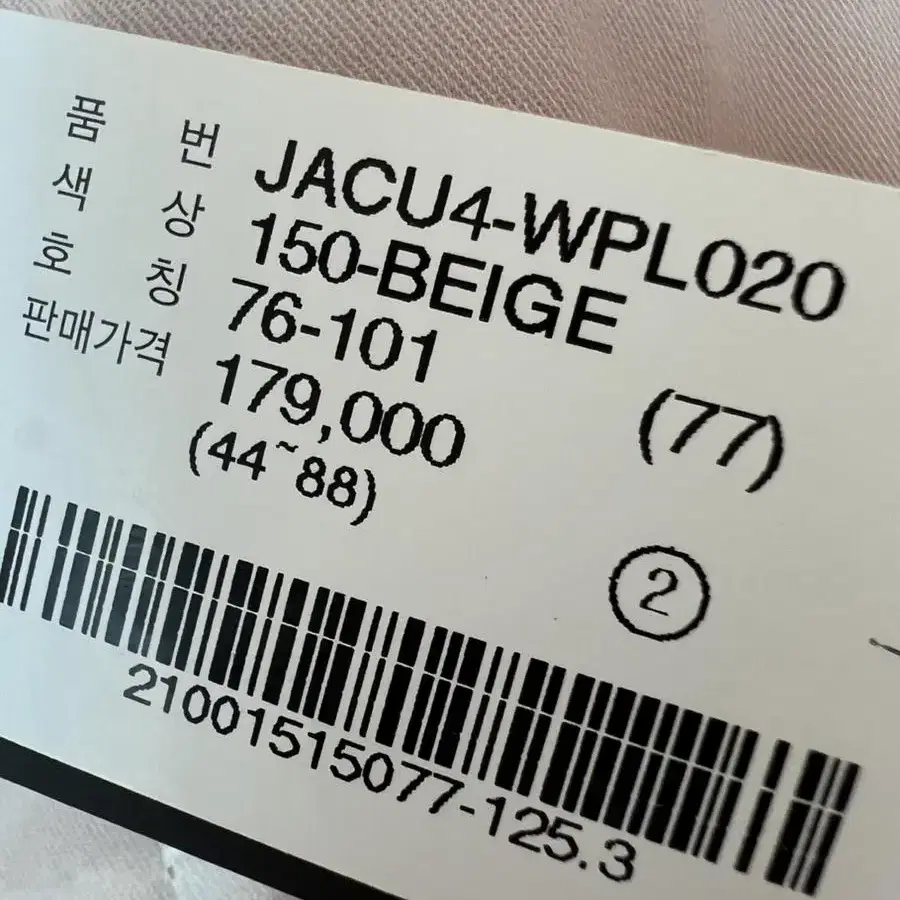 품 번 JACU4-WPL020
색 상 150-BEIGE
호 칭 76-101 (77)
판매가격 179,000
(44~88)
②
2100151515077-125.3